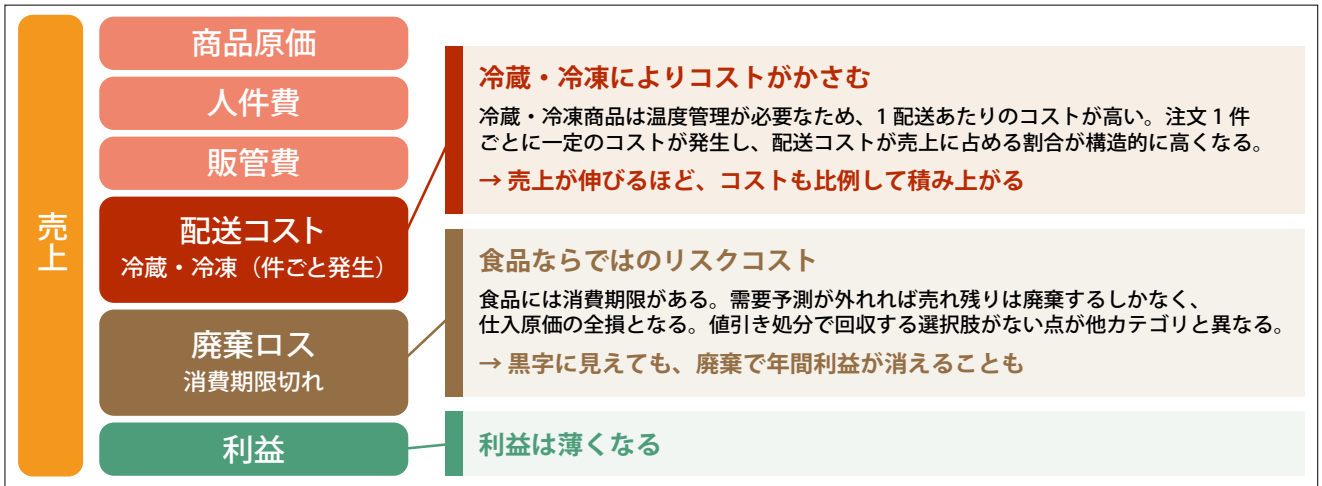 売上
商品原価
人件費
販管費
配送コスト
冷蔵・冷凍（件ごと発生）
廃棄ロス
消費期限切れ
利益
冷蔵・冷凍によりコストがかさむ
冷蔵・冷凍商品は温度管理が必要なため、1配送あたりのコストが高い。注文1件
ごとに一定のコストが発生し、配送コストが売上に占める割合が構造的に高くなる。
→ 売上が伸びるほど、コストも比例して積み上がる
食品ならではのリスクコスト
食品には消費期限がある。需要予測が外れれば売れ残りは廃棄するしかなく、
仕入原価の全損となる。値引き処分で回収する選択肢がない点が他カテゴリと異なる。
→ 黒字に見えても、廃棄で年間利益が消えることも
利益は薄くなる